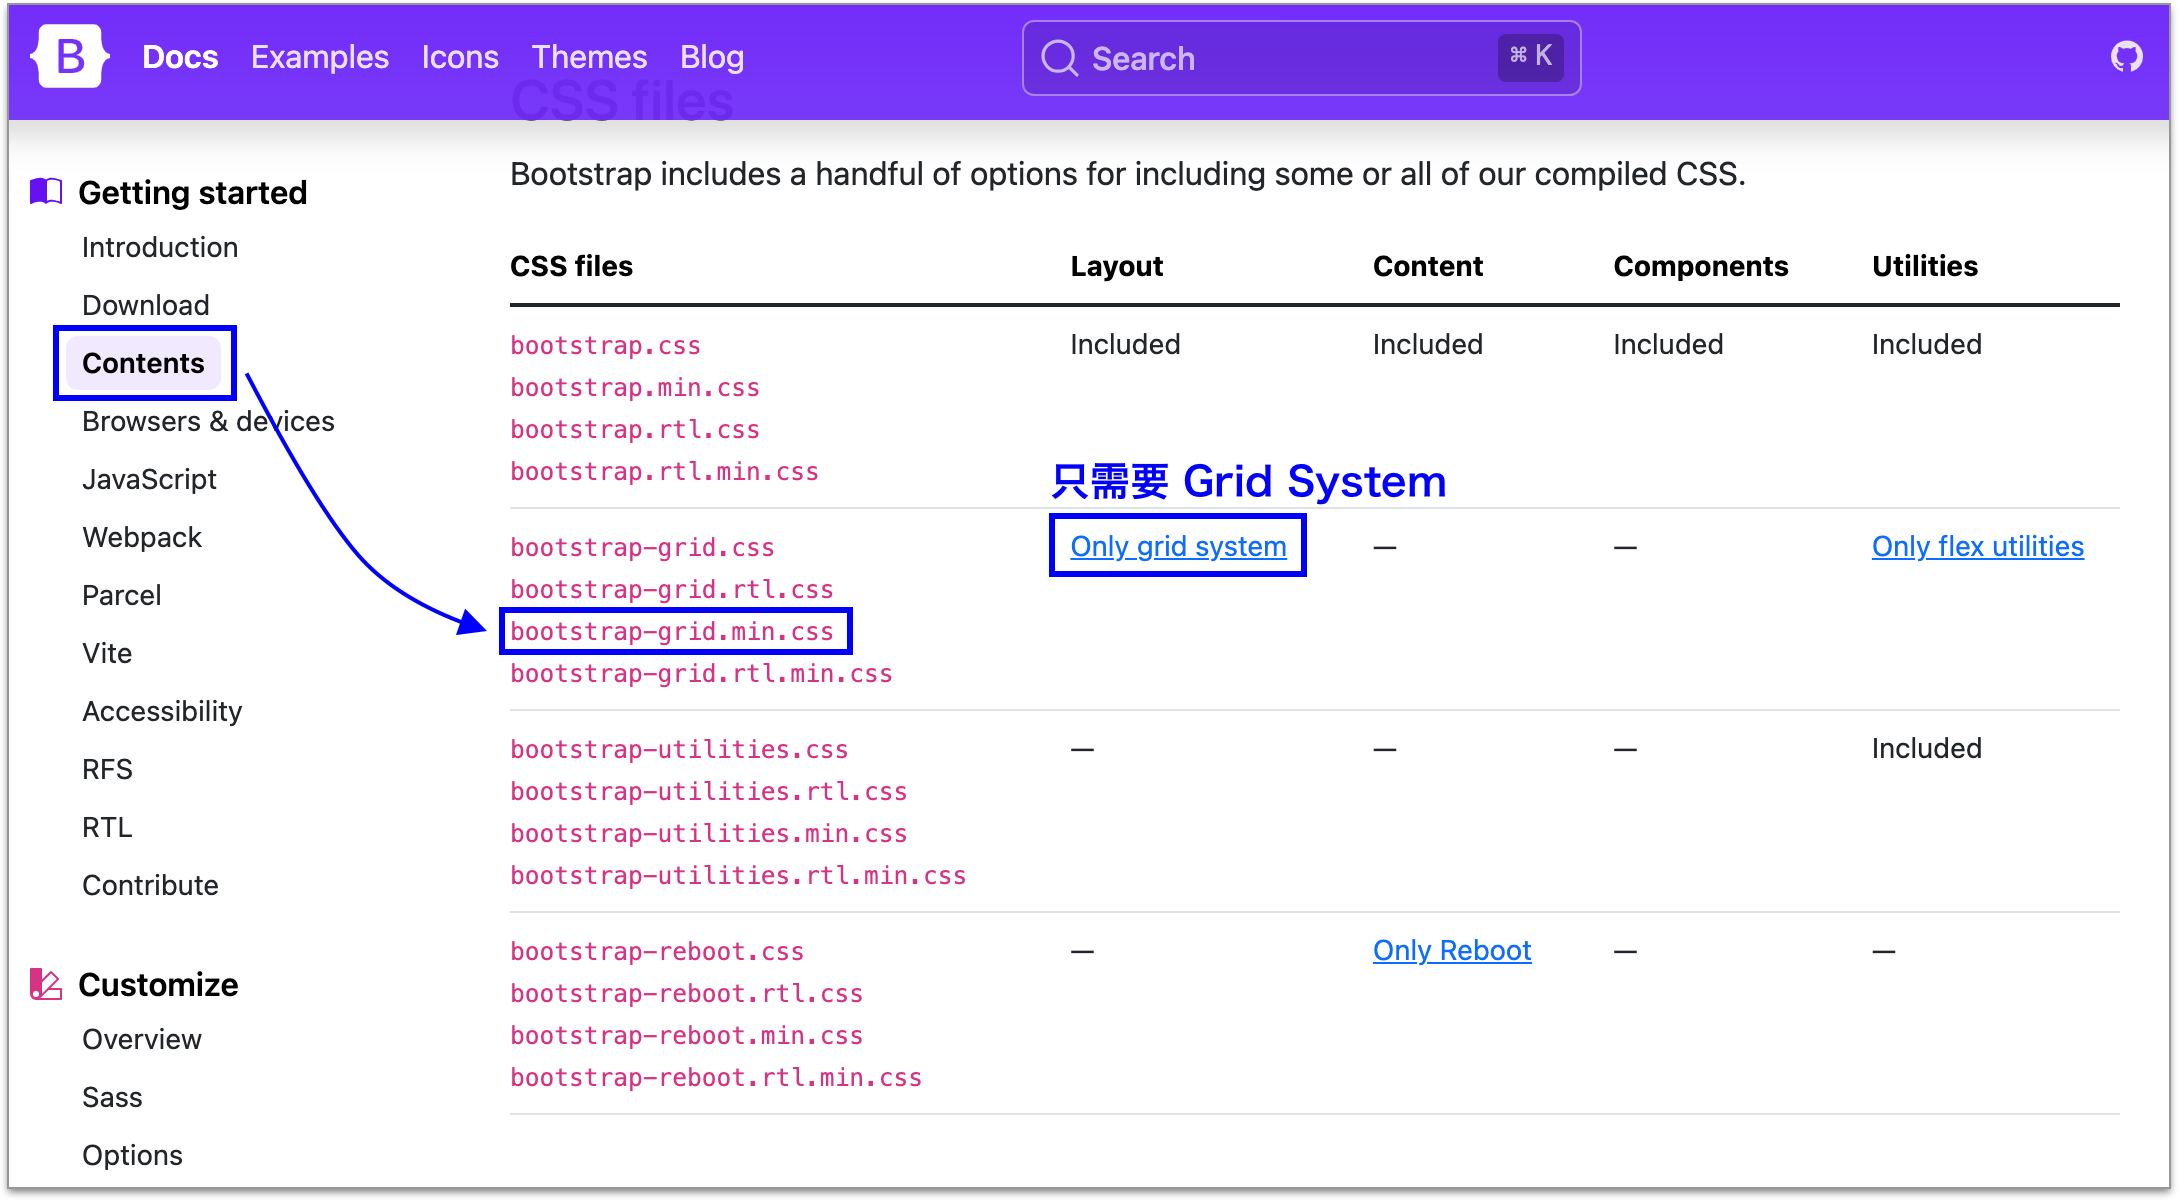 B Docs Examples Icons Themes Blog Search ⌘ K
CSS files
Getting started
Introduction
Download
Contents
Browsers & devices
JavaScript
Webpack
Parcel
Vite
Accessibility
RFS
RTL
Contribute
Customize
Overview
Sass
Options
Bootstrap includes a handful of options for including some or all of our compiled CSS.
CSS files Layout Content Components Utilities
bootstrap.css Included Included Included Included
bootstrap.min.css
bootstrap.rtl.css
bootstrap.rtl.min.css
只需要 Grid System
bootstrap-grid.css Only grid system — — Only flex utilities
bootstrap-grid.rtl.css
bootstrap-grid.min.css
bootstrap-grid.rtl.min.css
bootstrap-utilities.css — — — Included
bootstrap-utilities.rtl.css
bootstrap-utilities.min.css
bootstrap-utilities.rtl.min.css
bootstrap-reboot.css — Only Reboot — —
bootstrap-reboot.rtl.css
bootstrap-reboot.min.css
bootstrap-reboot.rtl.min.css